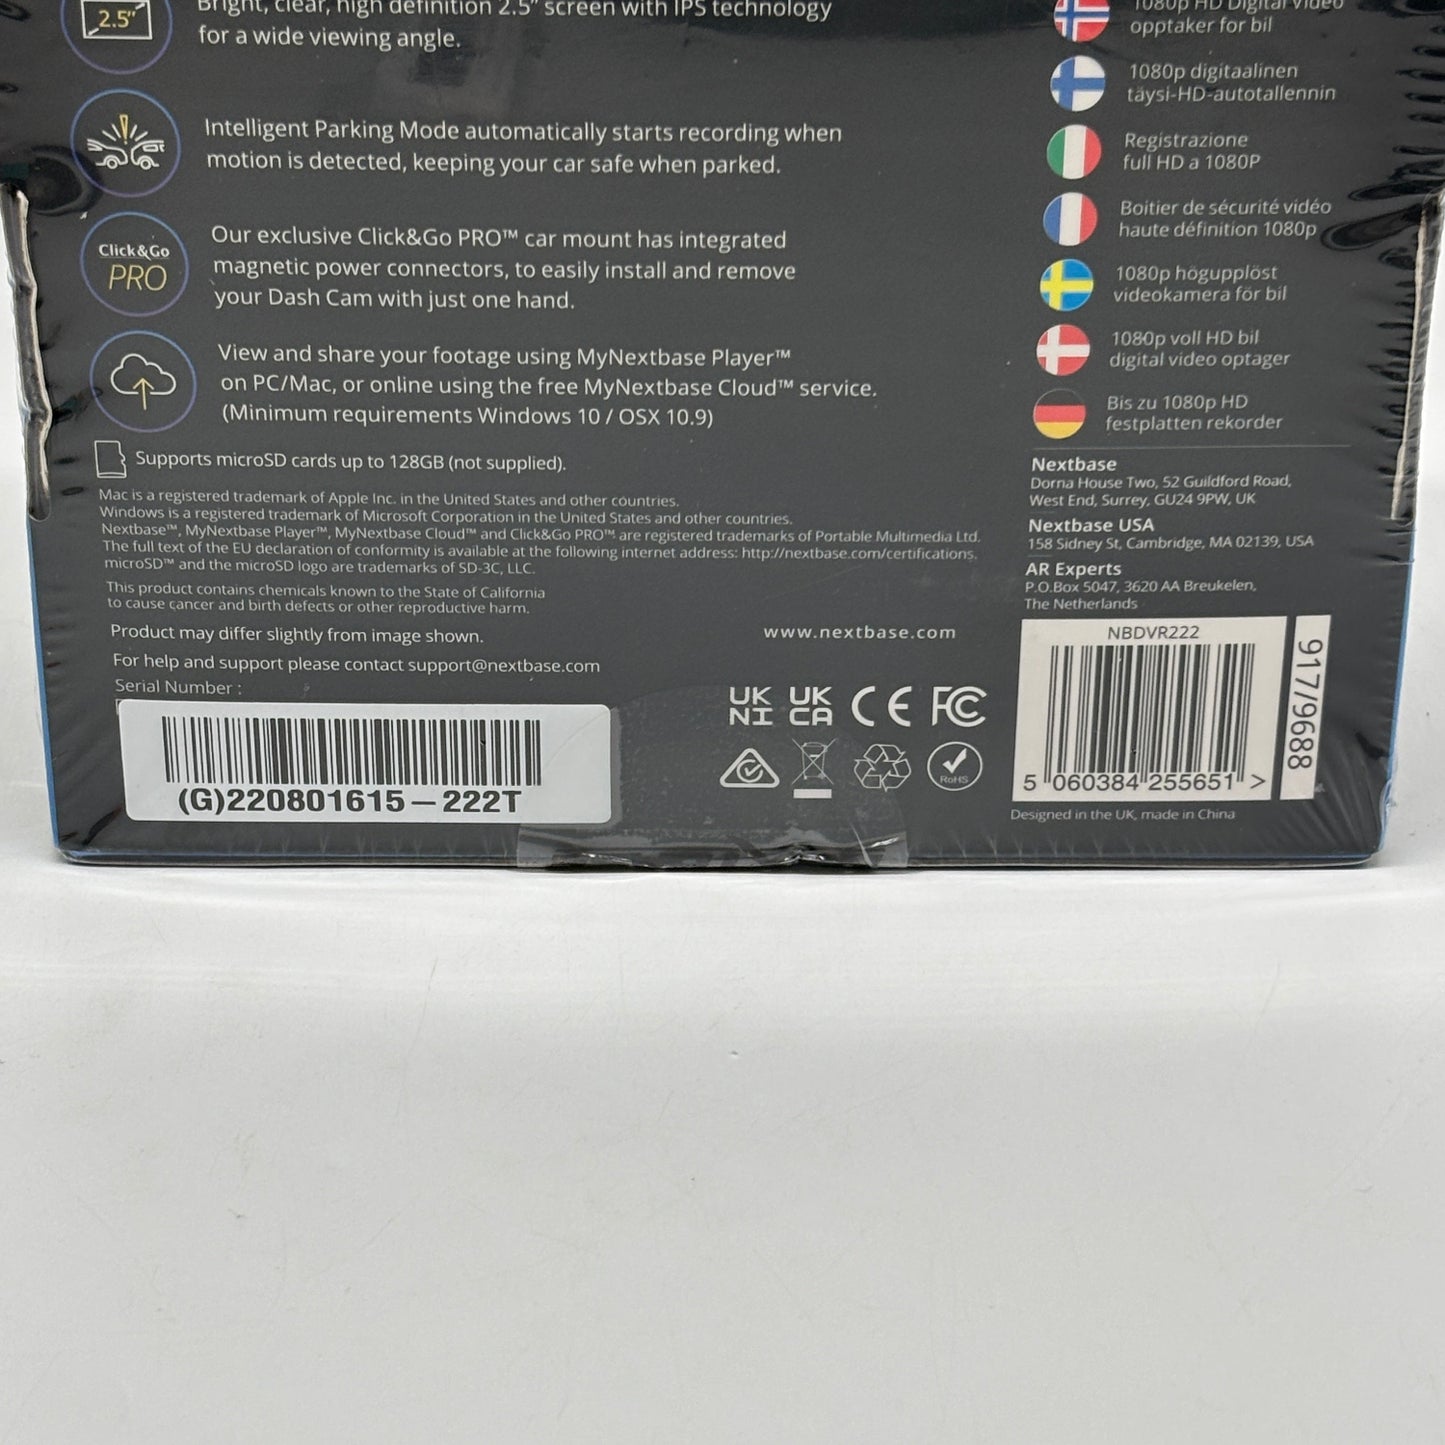 2.5"
Bright, clear, high definition 2.5" screen with IPS technology
for a wide viewing angle.
Intelligent Parking Mode automatically starts recording when
motion is detected, keeping your car safe when parked.
Click&Go
PRO
Our exclusive Click&Go PRO™ car mount has integrated
magnetic power connectors, to easily install and remove
your Dash Cam with just one hand.
View and share your footage using MyNextbase Player™
on PC/Mac, or online using the free MyNextbase Cloud™ service.
(Minimum requirements Windows 10 / OSX 10.9)
Supports microSD cards up to 128GB (not supplied).
Mac is a registered trademark of Apple Inc. in the United States and other countries.
Windows is a registered trademark of Microsoft Corporation in the United States and other countries.
Nextbase™, MyNextbase Player™, MyNextbase Cloud™ and Click&Go PRO™ are registered trademarks of Portable Multimedia Ltd.
The full text of the EU declaration of conformity is available at the following internet address: http://nextbase.com/certifications.
microSD™ and the microSD logo are trademarks of SD-3C, LLC.
This product contains chemicals known to the State of California
to cause cancer and birth defects or other reproductive harm.
Product may differ slightly from image shown.
For help and support please contact support@nextbase.com
Serial Number :
(G)220801615-222T
www.nextbase.com
UK
NI
UK
CA
CE
FC
RoHS
1080p HD Digital video
opptaker for bil
1080p digitaalinen
täysi-HD-autotallennin
Registrazione
full HD a 1080P
Boitier de sécurité vidéo
haute définition 1080p
1080p högupplöst
videokamera för bil
1080p voll HD bil
digital video optager
Bis zu 1080p HD
festplatten rekorder
Nextbase
Dorna House Two, 52 Guildford Road,
West End, Surrey, GU24 9PW, UK
Nextbase USA
158 Sidney St, Cambridge, MA 02139, USA
AR Experts
P.O.Box 5047, 3620 AA Breukelen,
The Netherlands
NBDVR222
5 060384 255651 >
917/9688
Designed in the UK, made in China